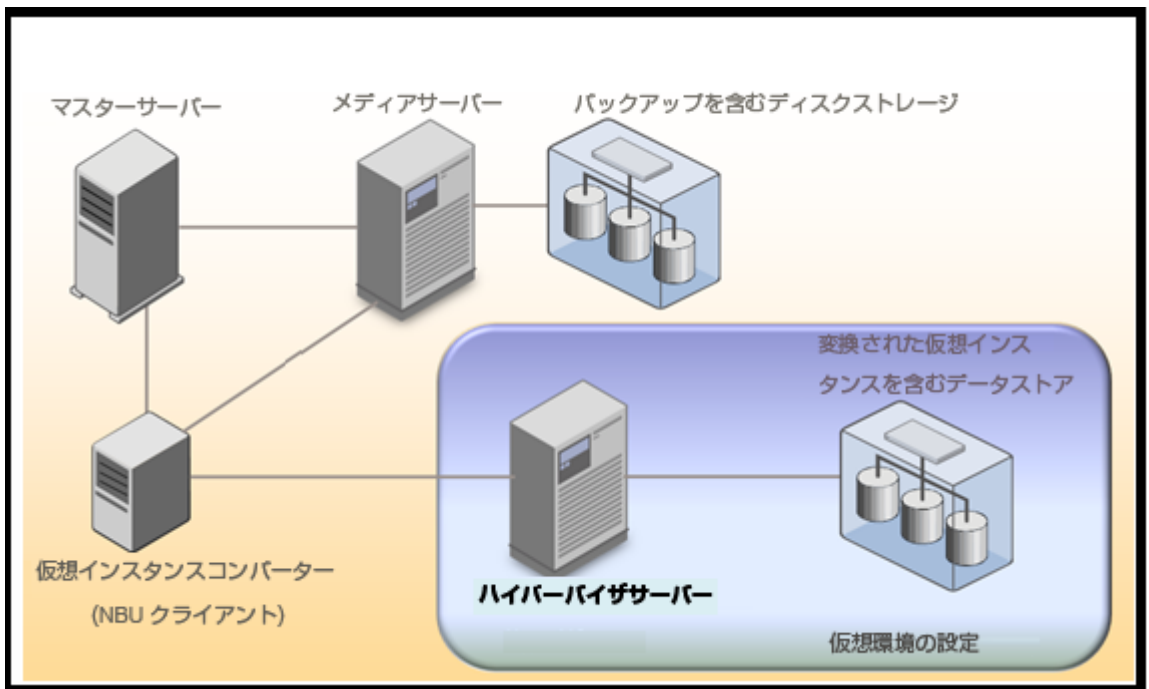 マスターサーバー
メディアサーバー
バックアップを含むディスクストレージ
変換された仮想インス
タンスを含むデータストア
仮想インスタンスコンバーター
(NBU クライアント)
ハイパーバイザサーバー
仮想環境の設定